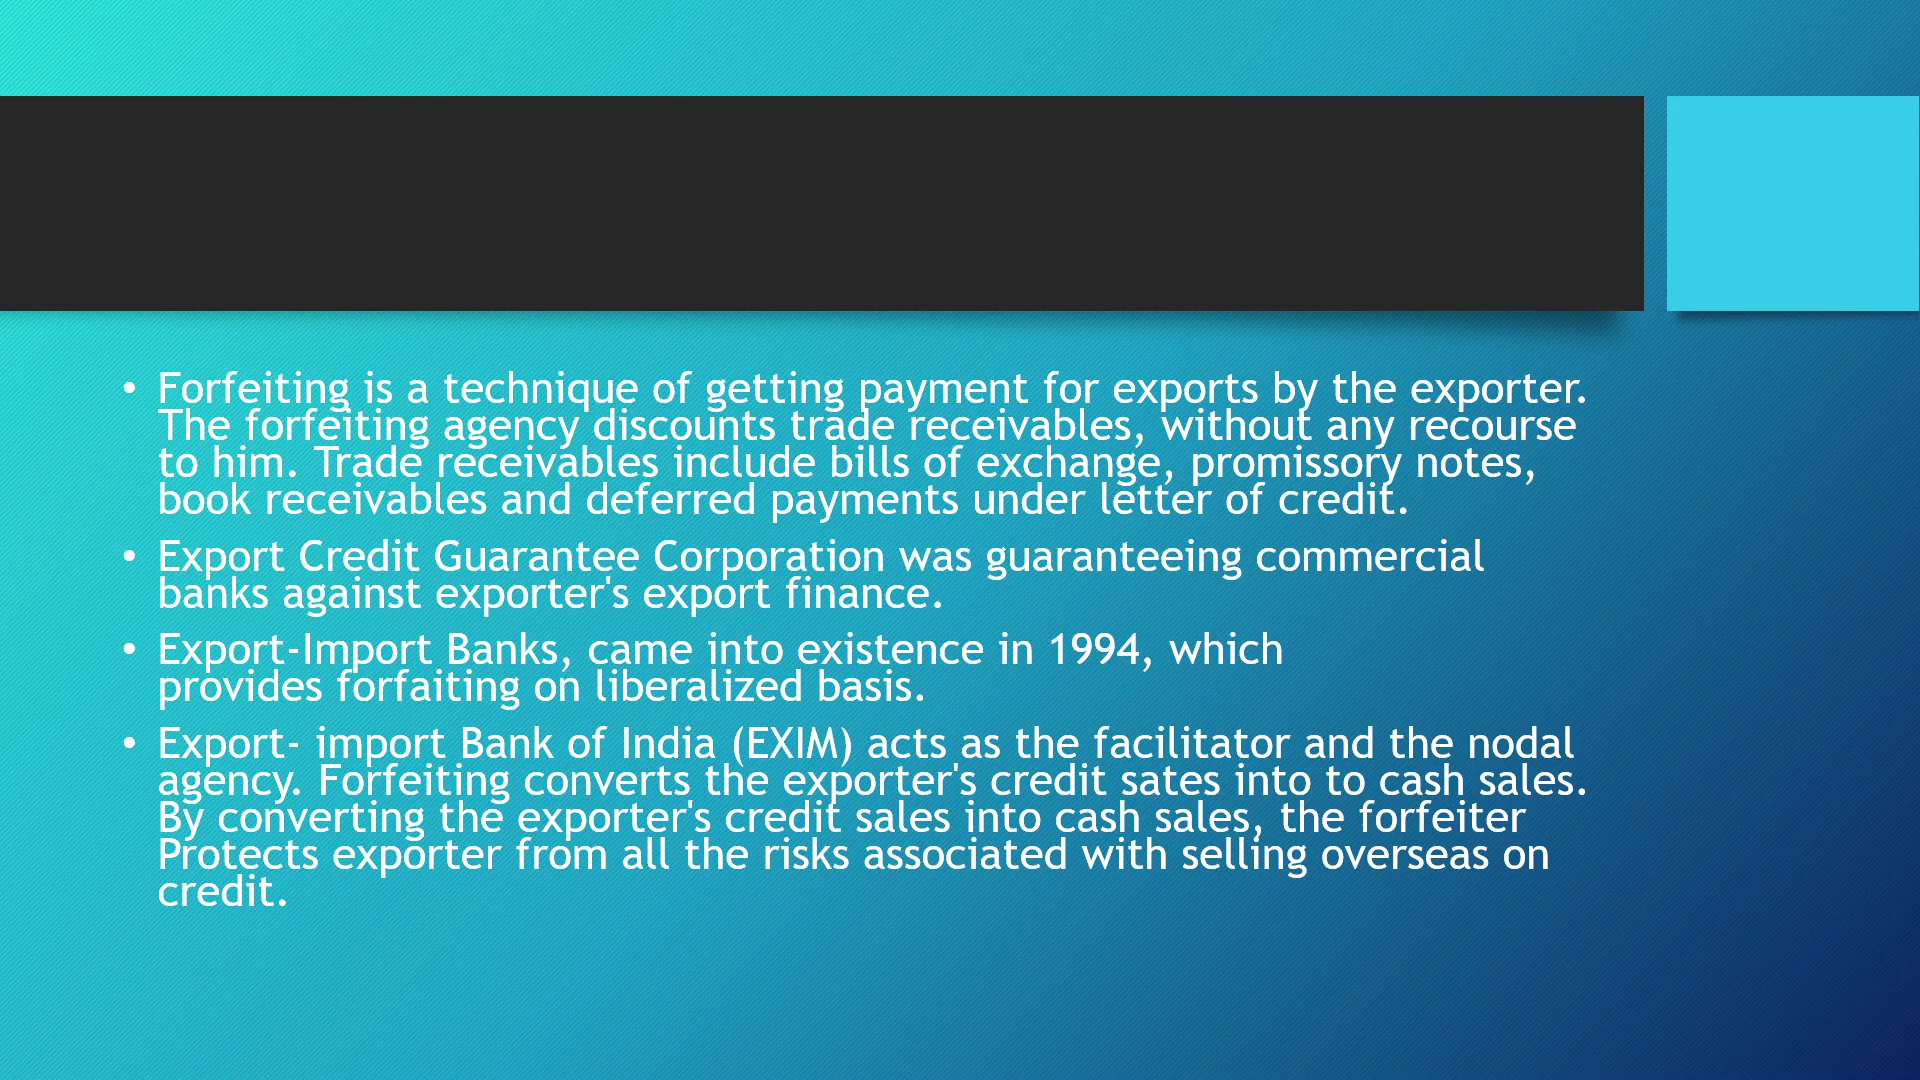 • Forfeiting is a technique of getting payment for exports by the exporter.
The forfeiting agency discounts trade receivables, without any recourse
to him. Trade receivables include bills of exchange, promissory notes,
book receivables and deferred payments under letter of credit.
• Export Credit Guarantee Corporation was guaranteeing commercial
banks against exporter's export finance.
• Export-Import Banks, came into existence in 1994, which
provides forfaiting on liberalized basis.
• Export- import Bank of India (EXIM) acts as the facilitator and the nodal
agency. Forfeiting converts the exporter's credit sates into to cash sales.
By converting the exporter's credit sales into cash sales, the forfeiter
Protects exporter from all the risks associated with selling overseas on
credit.